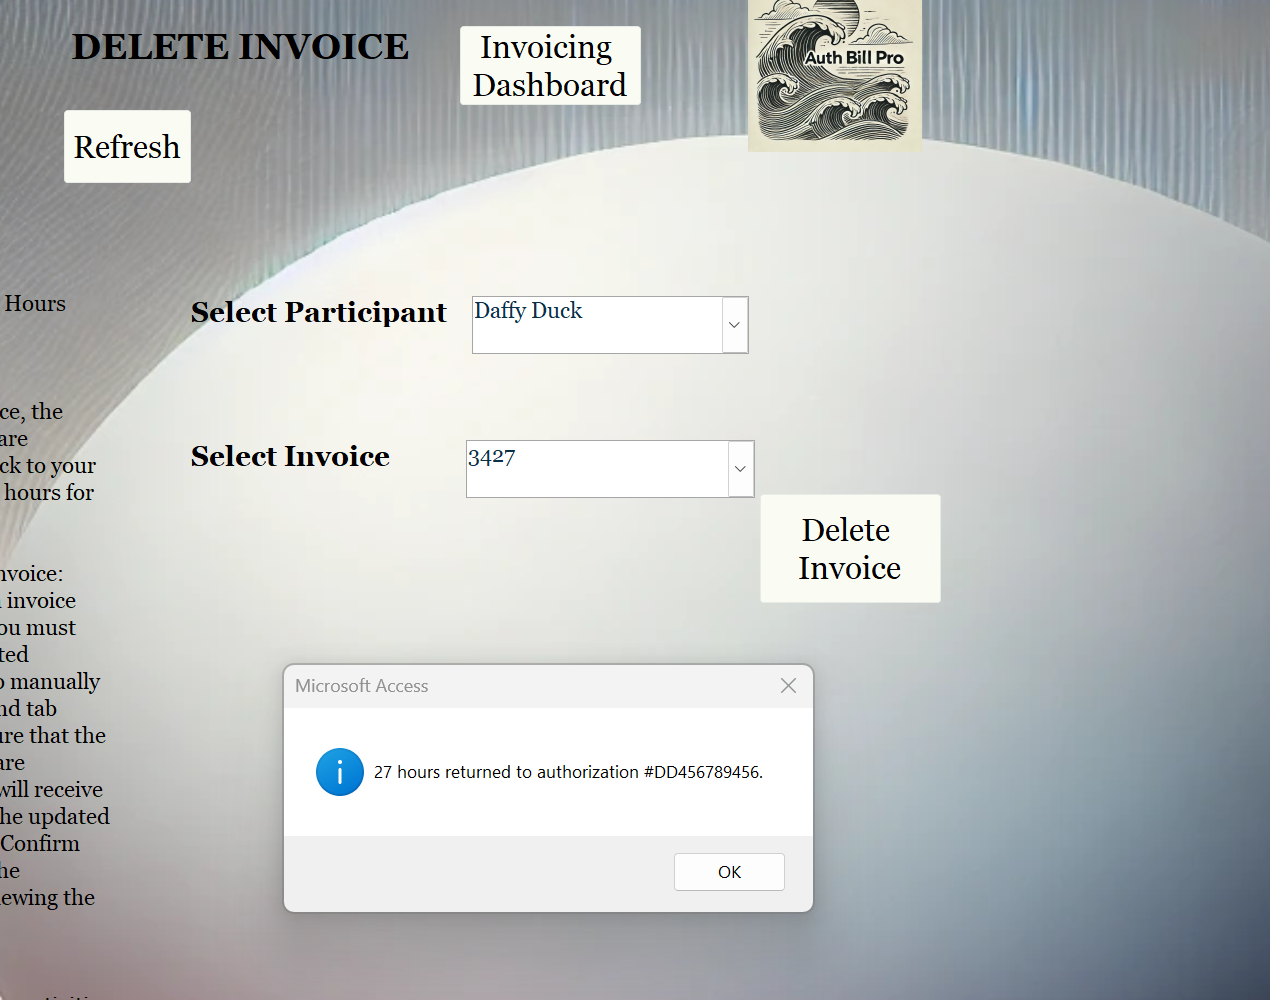 DELETE INVOICE
Invoicing
Dashboard
Auth Bill Pro
Refresh
Hours
Select Participant
Daffy Duck
ce, the
are
ck to your
hours for
Select Invoice
3427
Delete
Invoice
nvoice:
invoice
ou must
ted
manually
nd tab
ure that the
are
will receive
he updated
Confirm
he
iewing the
Microsoft Access
27 hours returned to authorization #DD456789456.
OK